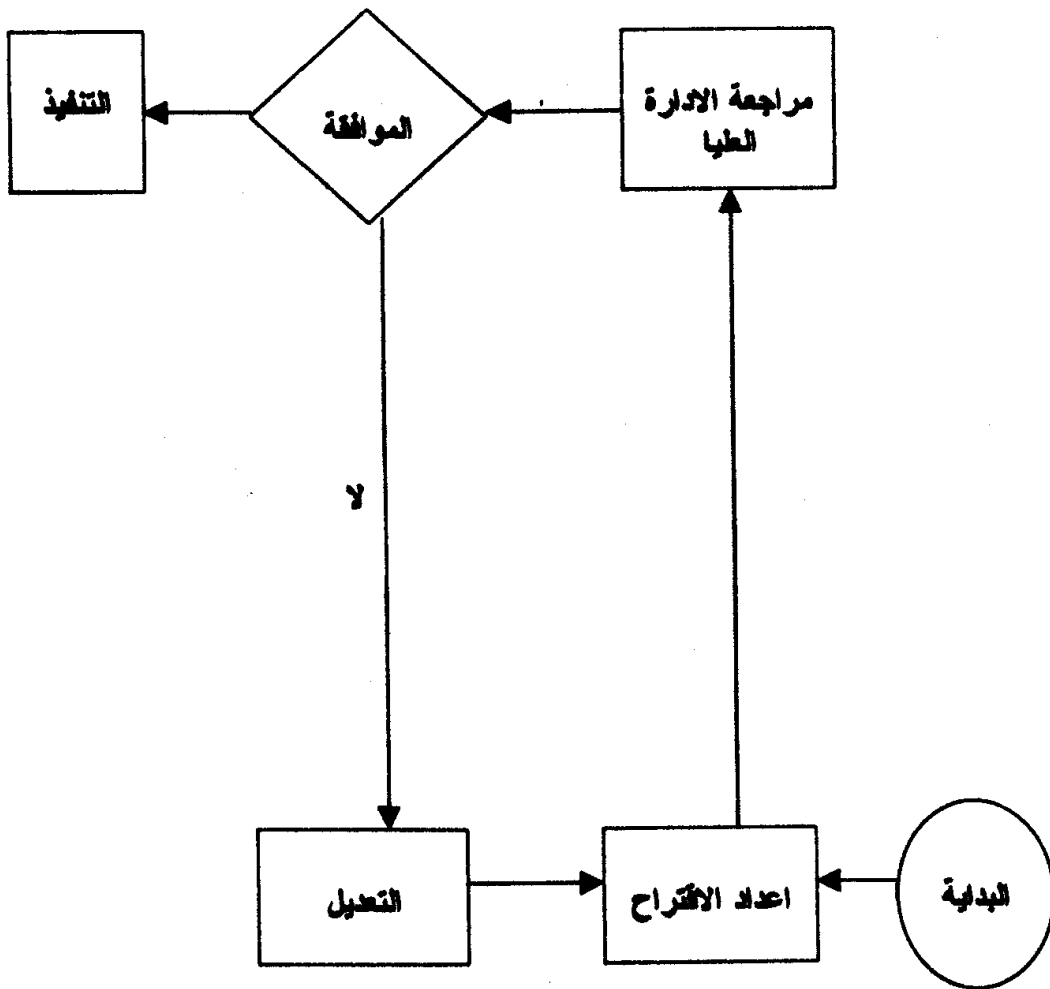 مراجعة الادارة
العليا
الموافقة
التنفيذ
لا
البداية
اعداد الاقتراح
التعديل